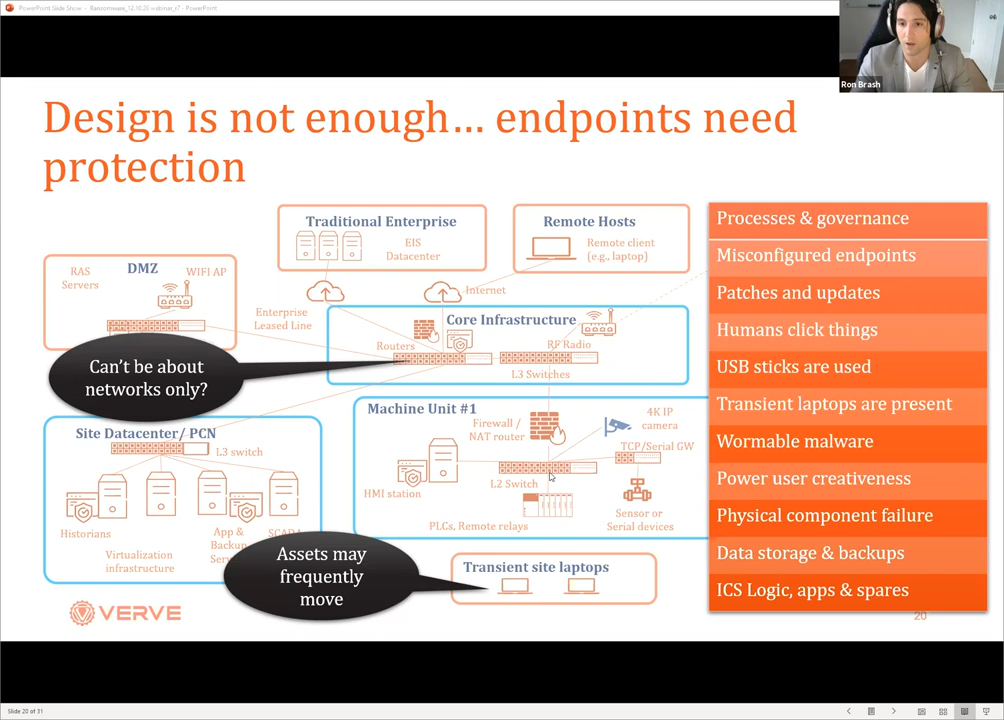 PowerPoint Slide Show - Ransomware_12.10.20 webinar_r7 - PowerPoint
Ron Brash
Design is not enough… endpoints need
protection
Traditional Enterprise
EIS
Datacenter
Remote Hosts
Remote client
(e.g., laptop)
DMZ
RAS
Servers
WIFI AP
Enterprise
Leased Line
Internet
Core Infrastructure
Routers
RF Radio
L3 Switches
Can't be about
networks only?
Machine Unit #1
Firewall /
NAT router
4K IP
camera
TCP/Serial GW
HMI station
L2 Switch
PLCs, Remote relays
Sensor or
Serial devices
Site Datacenter/ PCN
L3 switch
Historians
Virtualization
infrastructure
App &
Backup
SCADA
Assets may
frequently
move
Transient site laptops
Processes & governance
Misconfigured endpoints
Patches and updates
Humans click things
USB sticks are used
Transient laptops are present
Wormable malware
Power user creativeness
Physical component failure
Data storage & backups
ICS Logic, apps & spares
VERVE
20
Slide 20 of 31